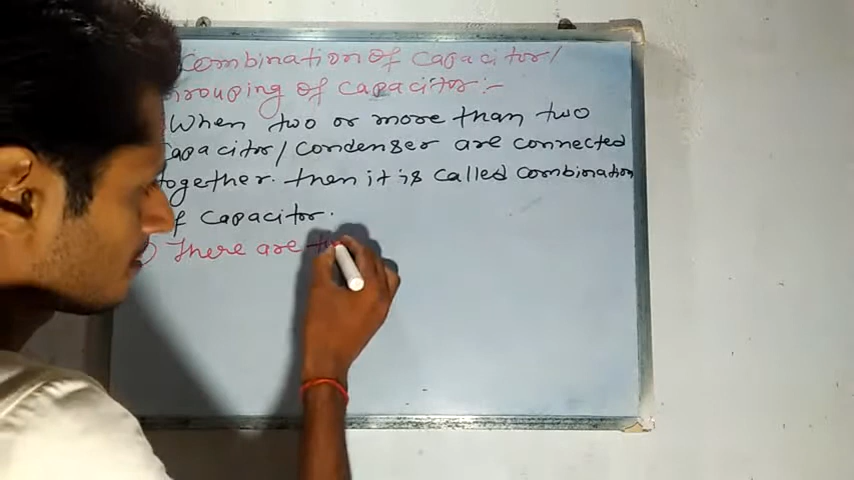 Combination of Capacitor/
Grouping of capacitor:-
When two or more than two
Capacitor/Condenser are connected
together. then it is called combination
of capacitor.
There are